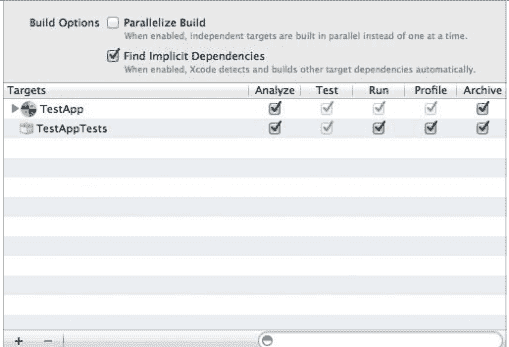 Build Options Parallelize Build
When enabled, independent targets are built in parallel instead of one at a time.
Find Implicit Dependencies
When enabled, Xcode detects and builds other target dependencies automatically.
Targets Analyze Test Run Profile Archive
TestApp
TestAppTests